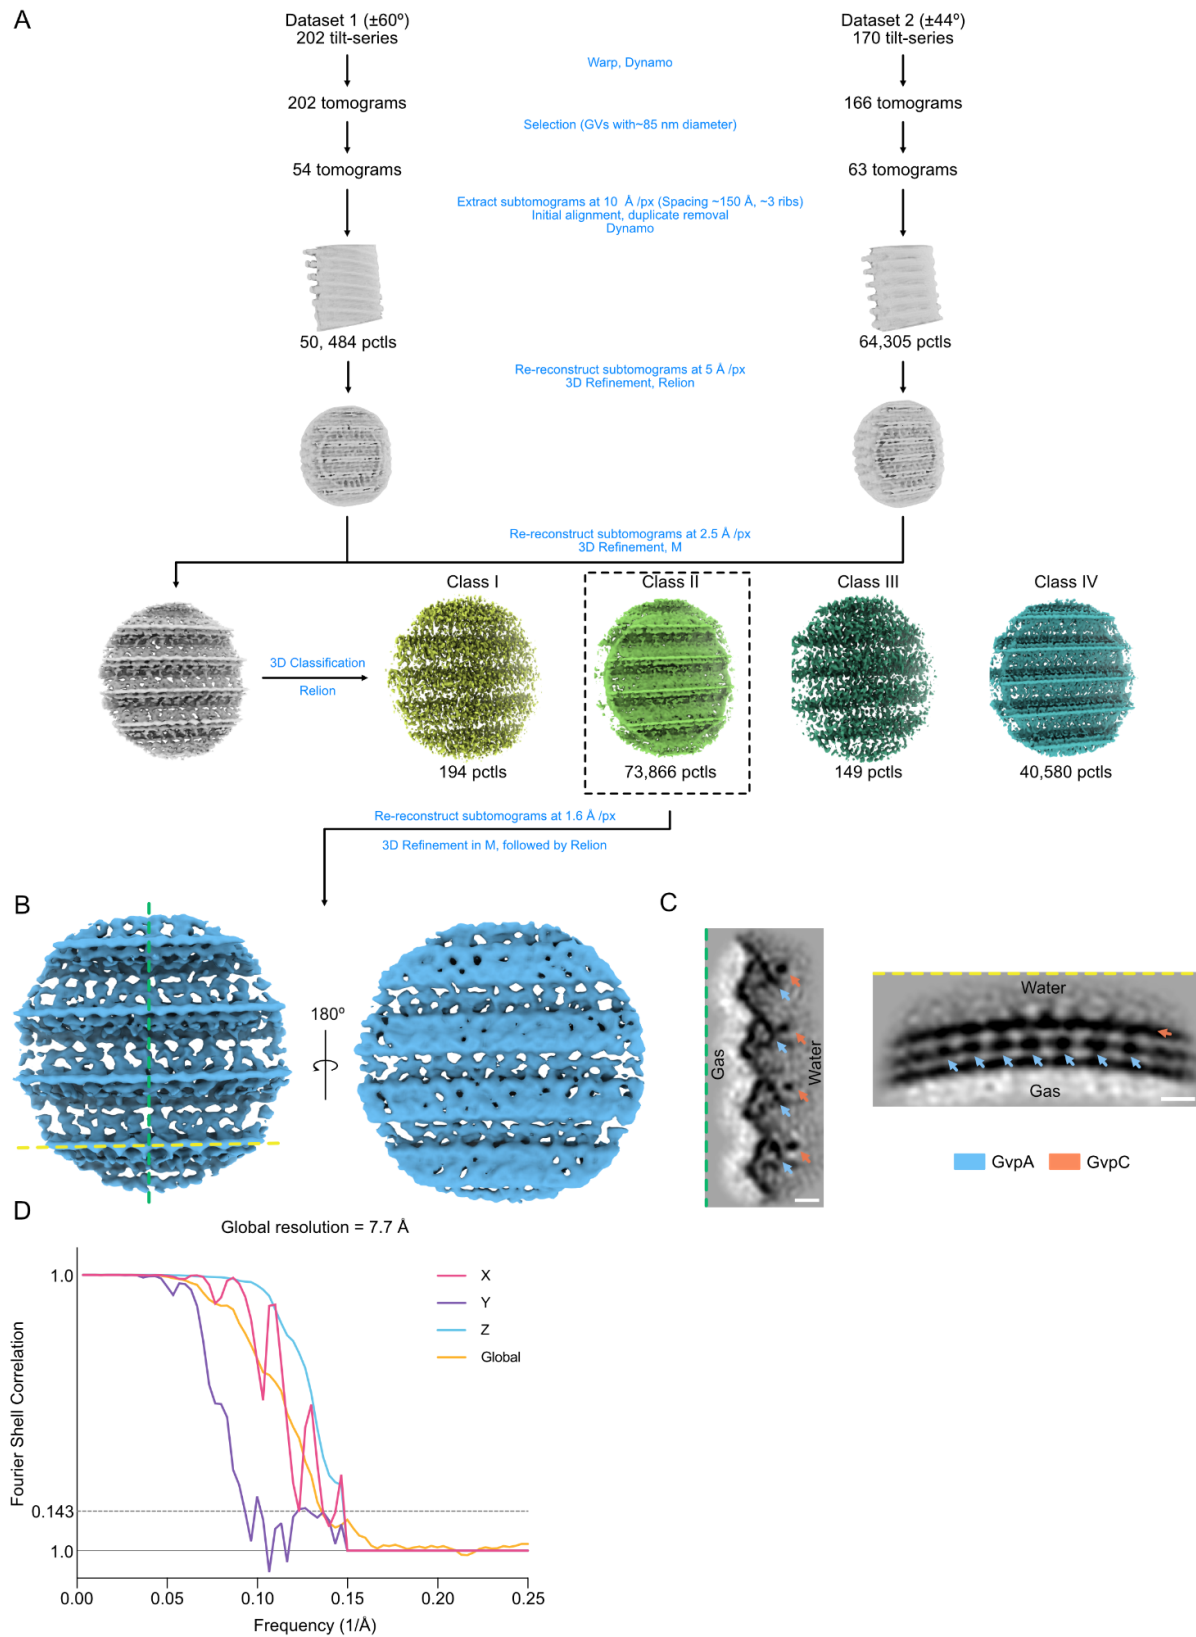 A
Dataset 1 (±60º)
202 tilt-series
Dataset 2 (±44º)
170 tilt-series
Warp, Dynamo
202 tomograms
166 tomograms
Selection (GVs with~85 nm diameter)
54 tomograms
63 tomograms
Extract subtomograms at 10 Å /px (Spacing ~150 Å, ~3 ribs)
Initial alignment, duplicate removal
Dynamo
50, 484 pctls
64,305 pctls
Re-reconstruct subtomograms at 5 Å /px
3D Refinement, Relion
Re-reconstruct subtomograms at 2.5 Å /px
3D Refinement, M
Class I
Class II
Class III
Class IV
3D Classification
Relion
194 pctls
73,866 pctls
149 pctls
40,580 pctls
Re-reconstruct subtomograms at 1.6 Å /px
3D Refinement in M, followed by Relion
B
180º
C
Gas
Water
Water
Gas
GvpA
GvpC
D
Global resolution = 7.7 Å
X
Y
Z
Global
Fourier Shell Correlation
1.0
0.143
1.0
0.00
0.05
0.10
0.15
0.20
0.25
Frequency (1/Å)